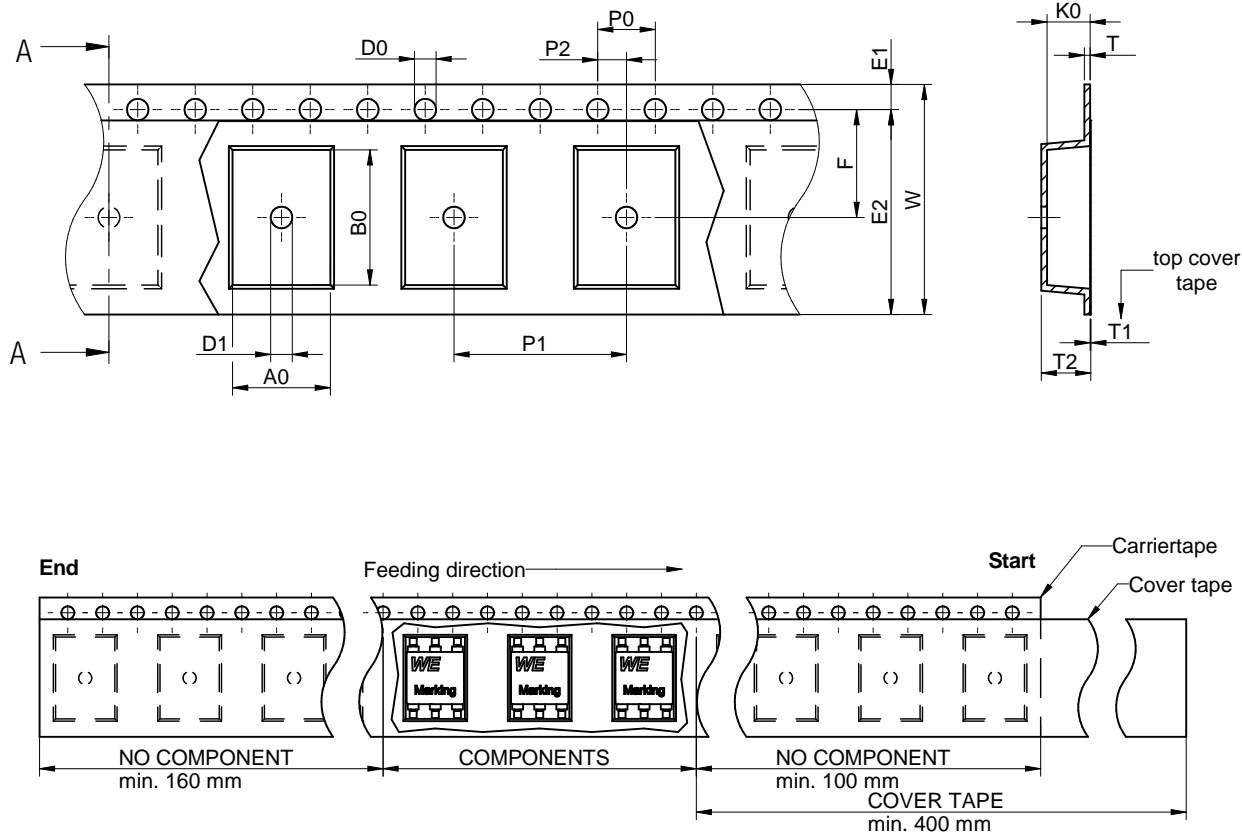 A
D0
P2
P0
E1
K0
T
B0
F
E2
W
top cover
tape
A
D1
A0
P1
T1
T2
End
Feeding direction
Start
Carriertape
Cover tape
WE
Marking
WE
Marking
WE
Marking
NO COMPONENT
min. 160 mm
COMPONENTS
NO COMPONENT
min. 100 mm
COVER TAPE
min. 400 mm